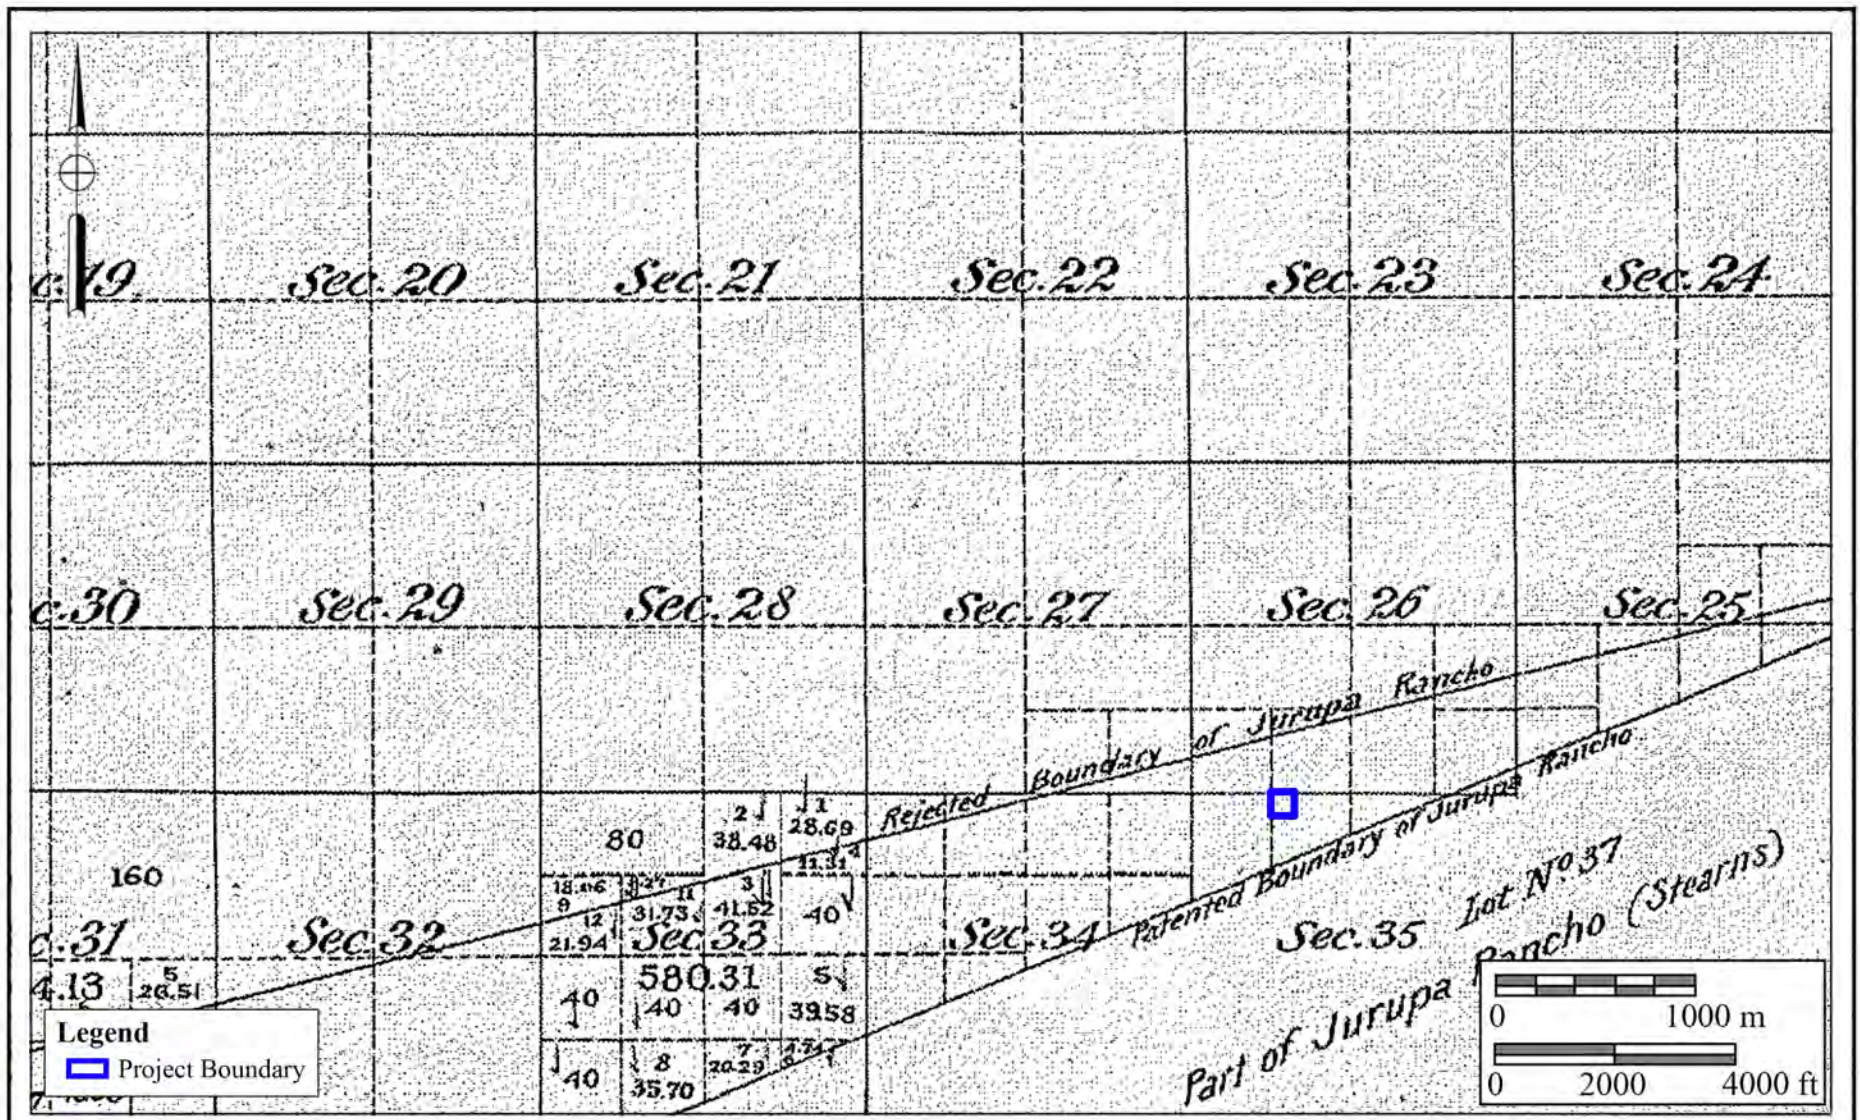 c.19.
Sec. 20
Sec. 21
Sec. 22
Sec. 23
Sec. 24
c.30
Sec. 29
Sec. 28
Sec. 27
Sec. 26
Sec. 25
Rejected Boundary of Jurupa Rancho
Patented Boundary of Jurupa Rancho
160
80
2
38.48
1
28.69
4
18.06
9
11
3
12
31.73
41.52
40
21.94
c.31
Sec 32
Sec 33
Sec. 34
Sec. 35
Lot No 37
Part of Jurupa Rancho (Stearns)
4.13
5
26.51
580.31
40
40
40
5
39.58
40
8
35.70
7
20.29
6
Legend
Project Boundary
0 1000 m
0 2000 4000 ft